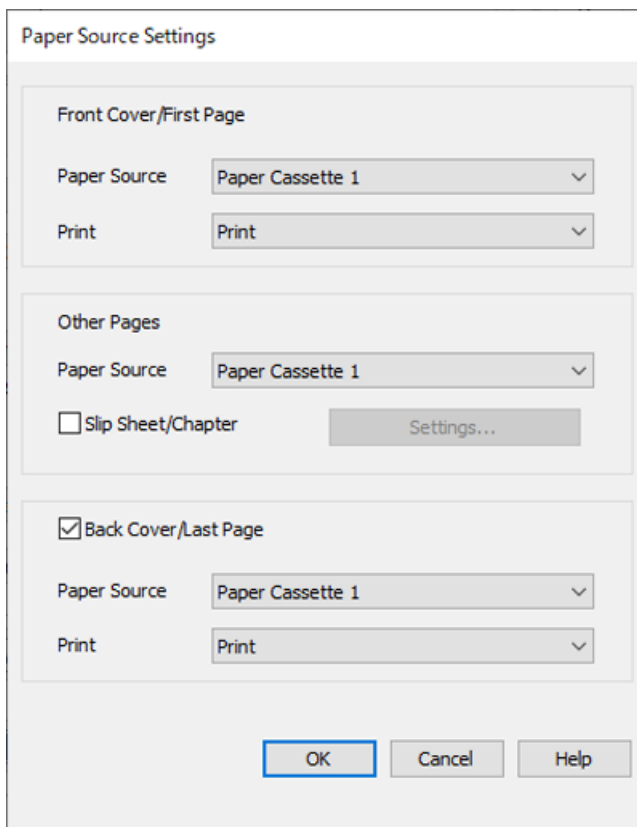 Paper Source Settings
Front Cover/First Page
Paper Source Paper Cassette 1
Print Print
Other Pages
Paper Source Paper Cassette 1
Slip Sheet/Chapter Settings...
Back Cover/Last Page
Paper Source Paper Cassette 1
Print Print
OK Cancel Help